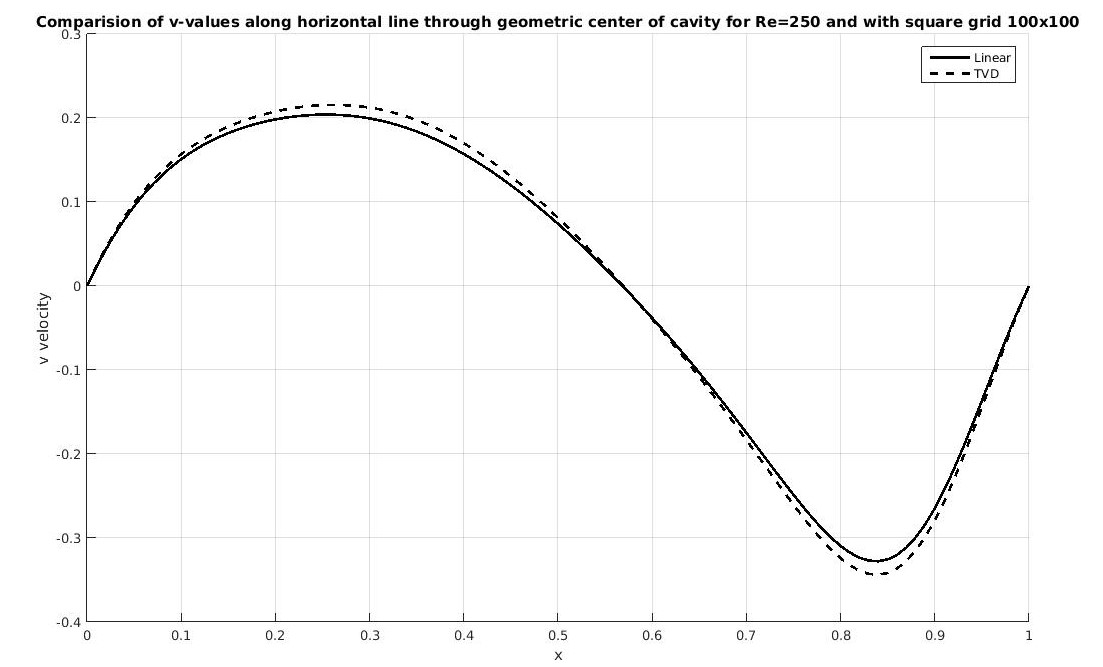 Comparision of v-values along horizontal line through geometric center of cavity for Re=250 and with square grid 100x100
Linear
TVD
0.3
0.2
0.1
0
-0.1
-0.2
-0.3
-0.4
v velocity
0 0.1 0.2 0.3 0.4 0.5 0.6 0.7 0.8 0.9 1
x